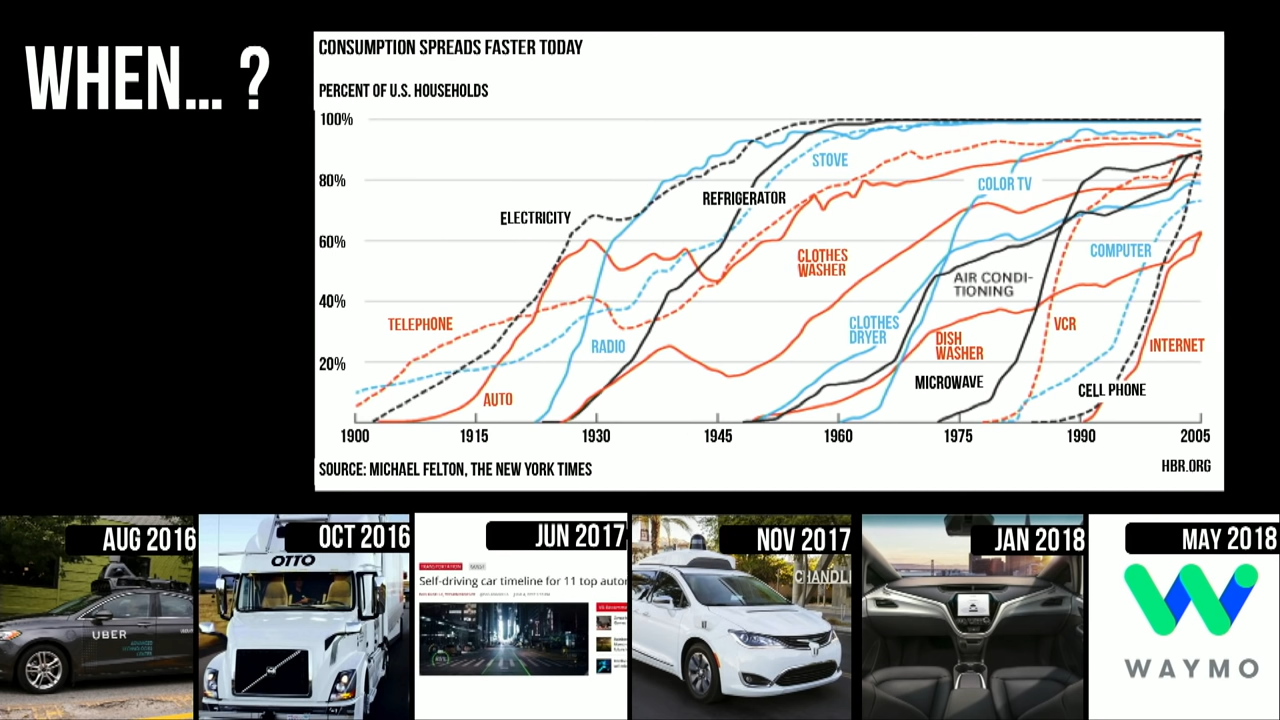 WHEN... ?
CONSUMPTION SPREADS FASTER TODAY
PERCENT OF U.S. HOUSEHOLDS
100%
80%
60%
40%
20%
STOVE
COLOR TV
REFRIGERATOR
ELECTRICITY
CLOTHES
WASHER
COMPUTER
AIR CONDI-
TIONING
TELEPHONE
RADIO
CLOTHES
DRYER
DISH
WASHER
VCR
INTERNET
MICROWAVE
CELL PHONE
AUTO
1900
1915
1930
1945
1960
1975
1990
2005
SOURCE: MICHAEL FELTON, THE NEW YORK TIMES
HBR.ORG
AUG 2016
OCT 2016
JUN 2017
NOV 2017
JAN 2018
MAY 2018
UBER
OTTO
Self-driving car timeline for 11 top autor
CHANDL
WAYMO